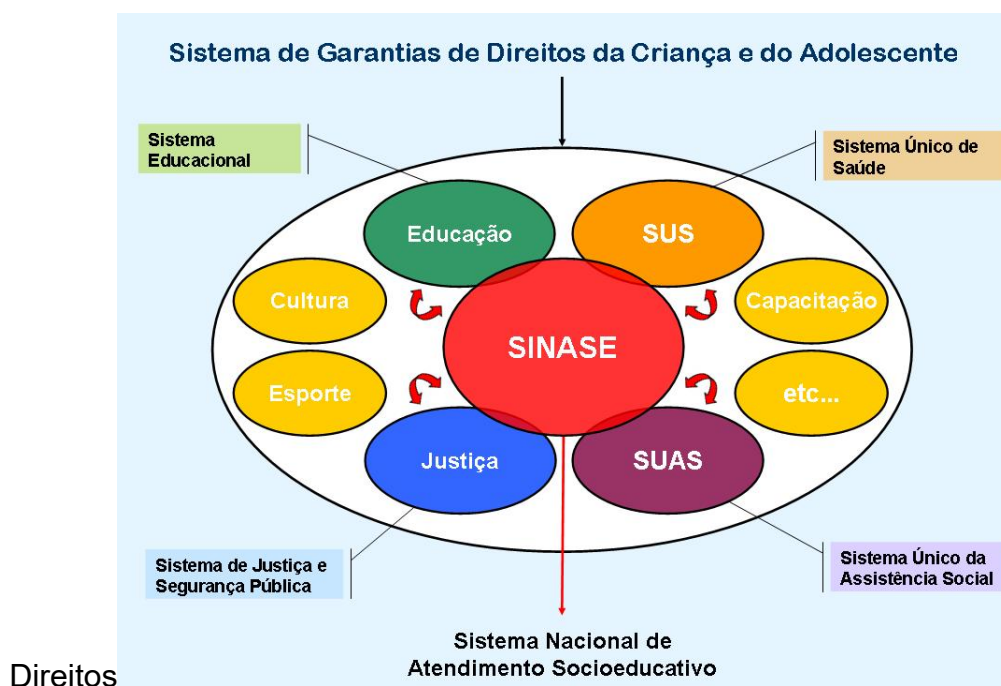 Sistema de Garantias de Direitos da Criança e do Adolescente
Sistema
Educacional
Sistema Único de
Saúde
Educação
SUS
Cultura
Capacitação
SINASE
Esporte
etc...
Justiça
SUAS
Sistema de Justiça e
Segurança Pública
Sistema Único da
Assistência Social
Sistema Nacional de
Atendimento Socioeducativo
Direitos